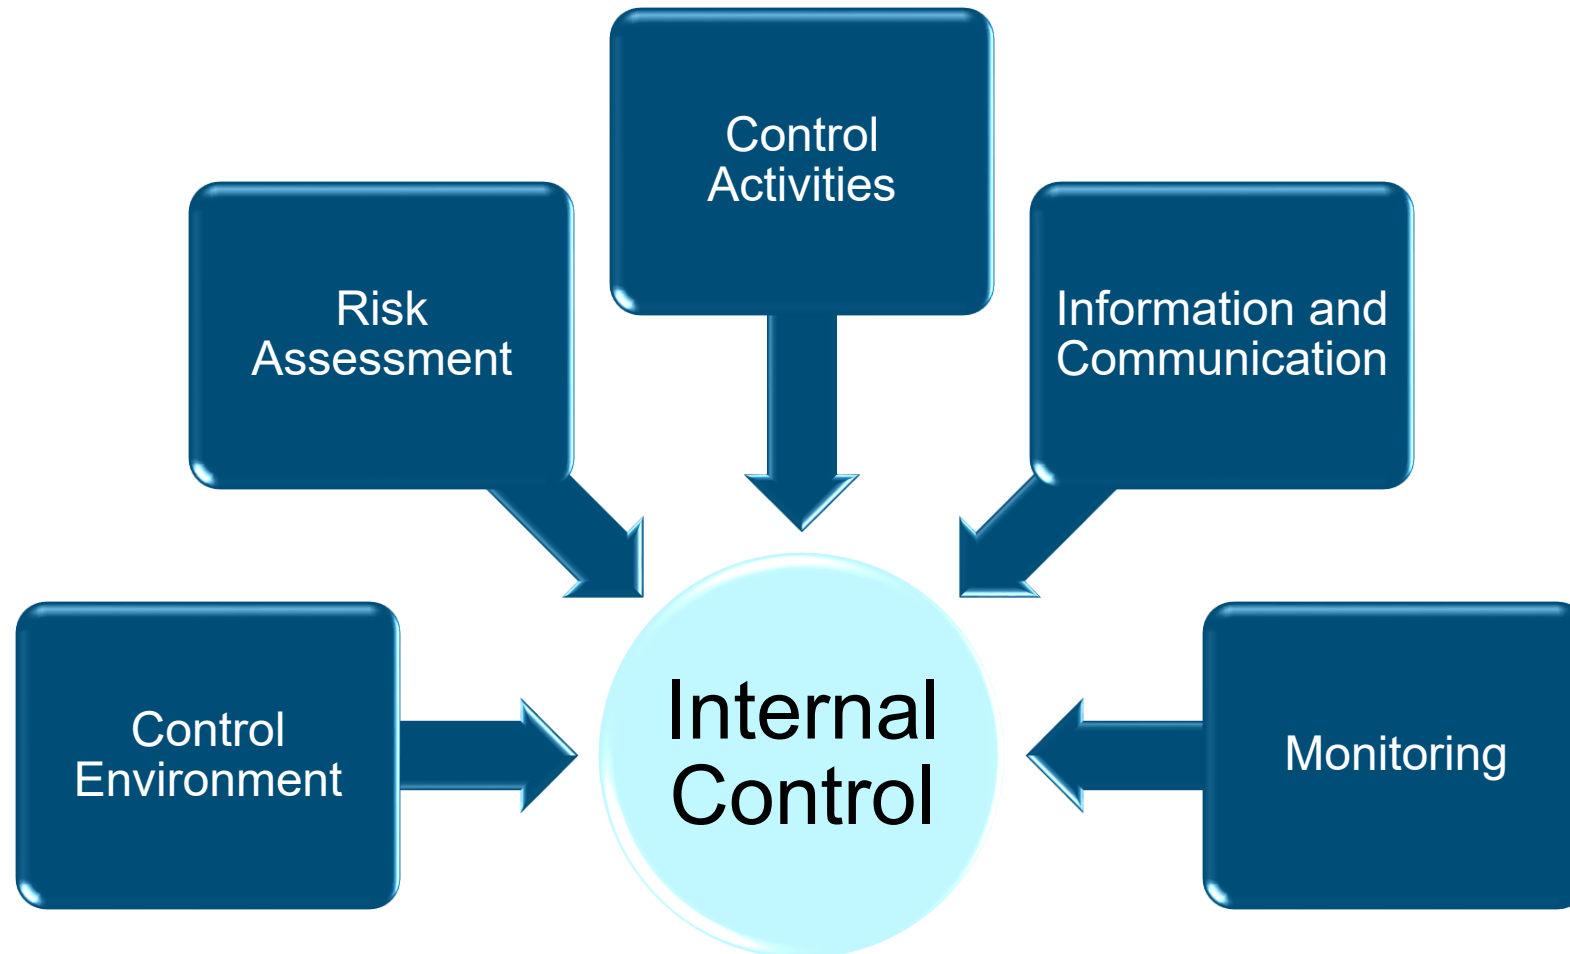 Control
Activities
Risk
Assessment
Information and
Communication
Control
Environment
Internal
Control
Monitoring